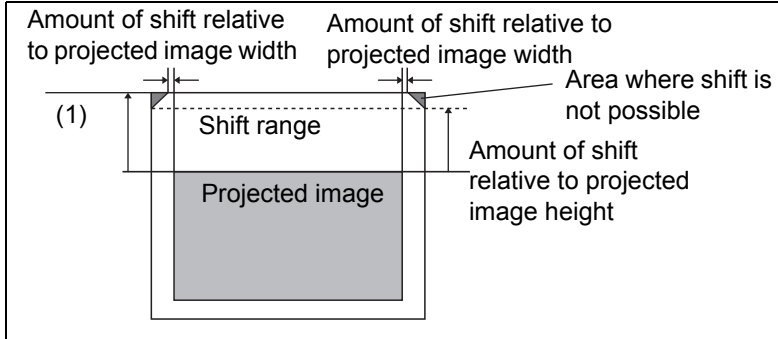 Amount of shift relative
to projected image width
Amount of shift relative to
projected image width
Area where shift is
not possible
(1)
Shift range
Amount of shift
relative to projected
image height
Projected image